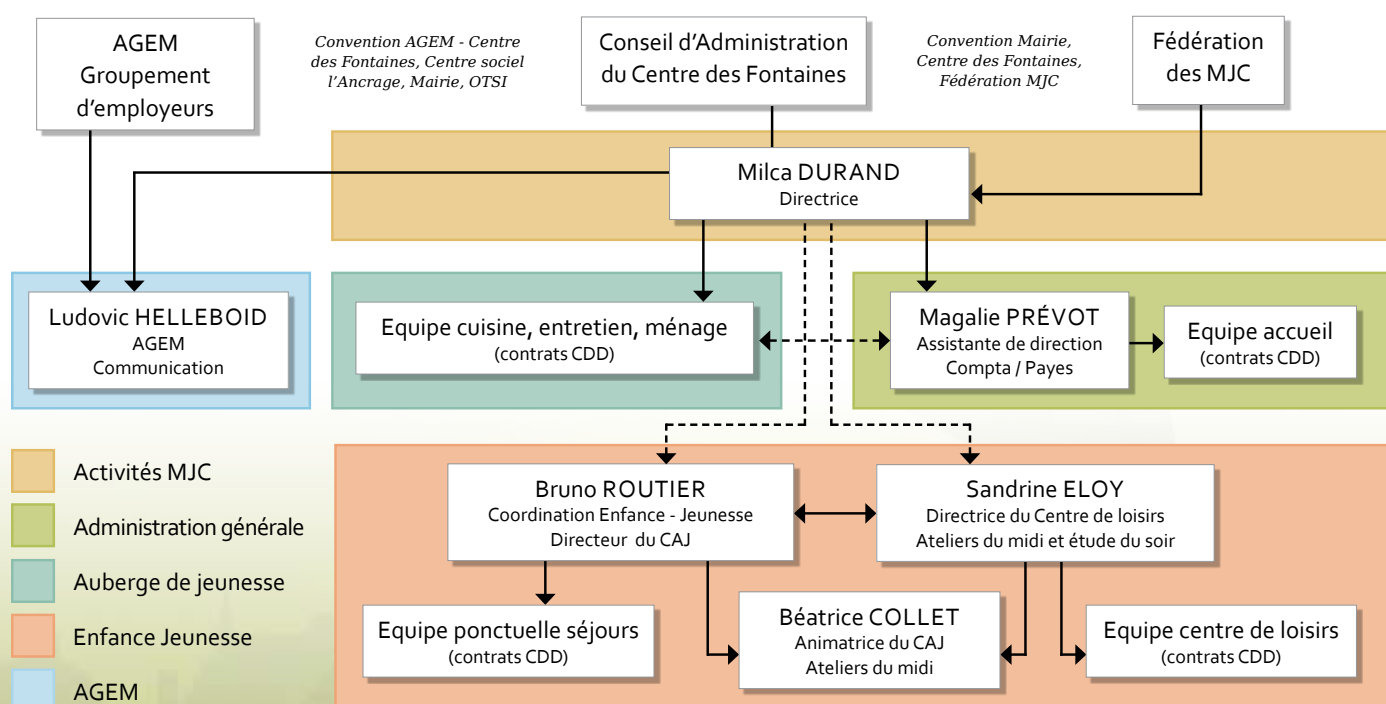 AGEM
Groupement
d'employeurs
Convention AGEM - Centre
des Fontaines, Centre sociel
l'Ancrage, Mairie, OTSI
Conseil d'Administration
du Centre des Fontaines
Convention Mairie,
Centre des Fontaines,
Fédération MJC
Fédération
des MJC
Milca DURAND
Directrice
Ludovic HELLEBOID
AGEM
Communication
Equipe cuisine, entretien, ménage
(contrats CDD)
Magalie PRÉVOT
Assistante de direction
Compta / Payes
Equipe accueil
(contrats CDD)
Activités MJC
Administration générale
Auberge de jeunesse
Enfance Jeunesse
AGEM
Bruno ROUTIER
Coordination Enfance - Jeunesse
Directeur du CAJ
Sandrine ELOY
Directrice du Centre de loisirs
Ateliers du midi et étude du soir
Equipe ponctuelle séjours
(contrats CDD)
Béatrice COLLET
Animatrice du CAJ
Ateliers du midi
Equipe centre de loisirs
(contrats CDD)